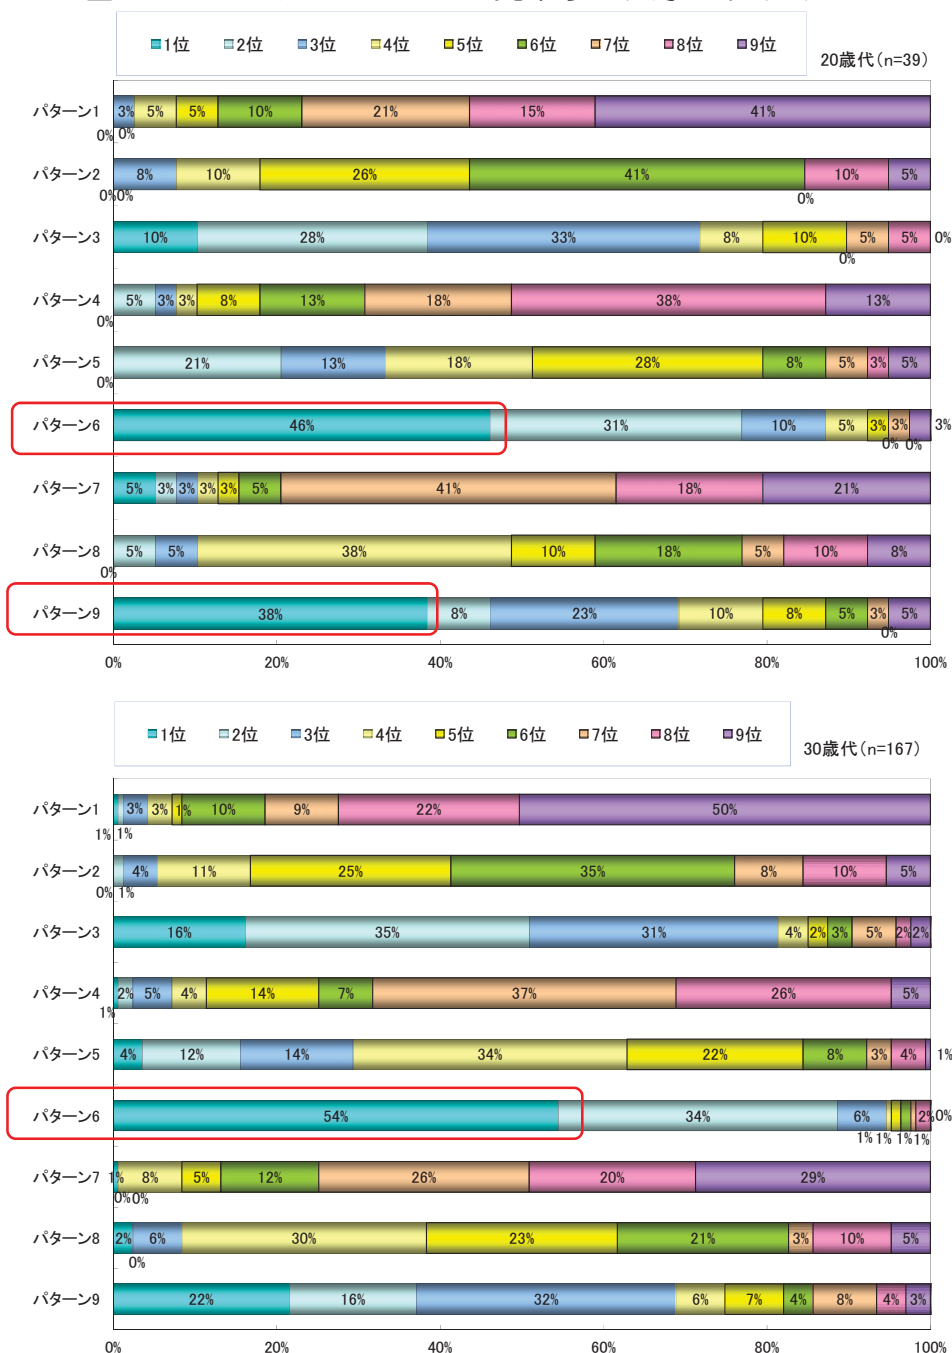 1位 2位 3位 4位 5位 6位 7位 8位 9位
20歳代(n=39)
パターン1 3% 5% 5% 10% 21% 15% 41%
0% 0%
パターン2 8% 10% 26% 41% 10% 5%
0% 0% 0%
パターン3 10% 28% 33% 8% 10% 5% 5% 0%
0%
パターン4 5% 3% 3% 8% 13% 18% 38% 13%
0%
パターン5 21% 13% 18% 28% 8% 5% 3% 5%
0%
パターン6 46% 31% 10% 5% 3% 3% 3%
0% 0%
パターン7 5% 3% 3% 3% 3% 5% 41% 18% 21%
パターン8 5% 5% 38% 10% 18% 5% 10% 8%
0%
パターン9 38% 8% 23% 10% 8% 5% 3% 5%
0%
0% 20% 40% 60% 80% 100%
1位 2位 3位 4位 5位 6位 7位 8位 9位
30歳代(n=167)
パターン1 3% 3% 1% 10% 9% 22% 50%
1% 1%
パターン2 4% 11% 25% 35% 8% 10% 5%
0% 1%
パターン3 16% 35% 31% 4% 2% 3% 5% 2% 2%
パターン4 2% 5% 4% 14% 7% 37% 26% 5%
1%
パターン5 4% 12% 14% 34% 22% 8% 3% 4% 1%
パターン6 54% 34% 6% 2% 0%
1% 1% 1% 1%
パターン7 1% 8% 5% 12% 26% 20% 29%
0% 0%
パターン8 2% 6% 30% 23% 21% 3% 10% 5%
0%
パターン9 22% 16% 32% 6% 7% 4% 8% 4% 3%
0% 20% 40% 60% 80% 100%